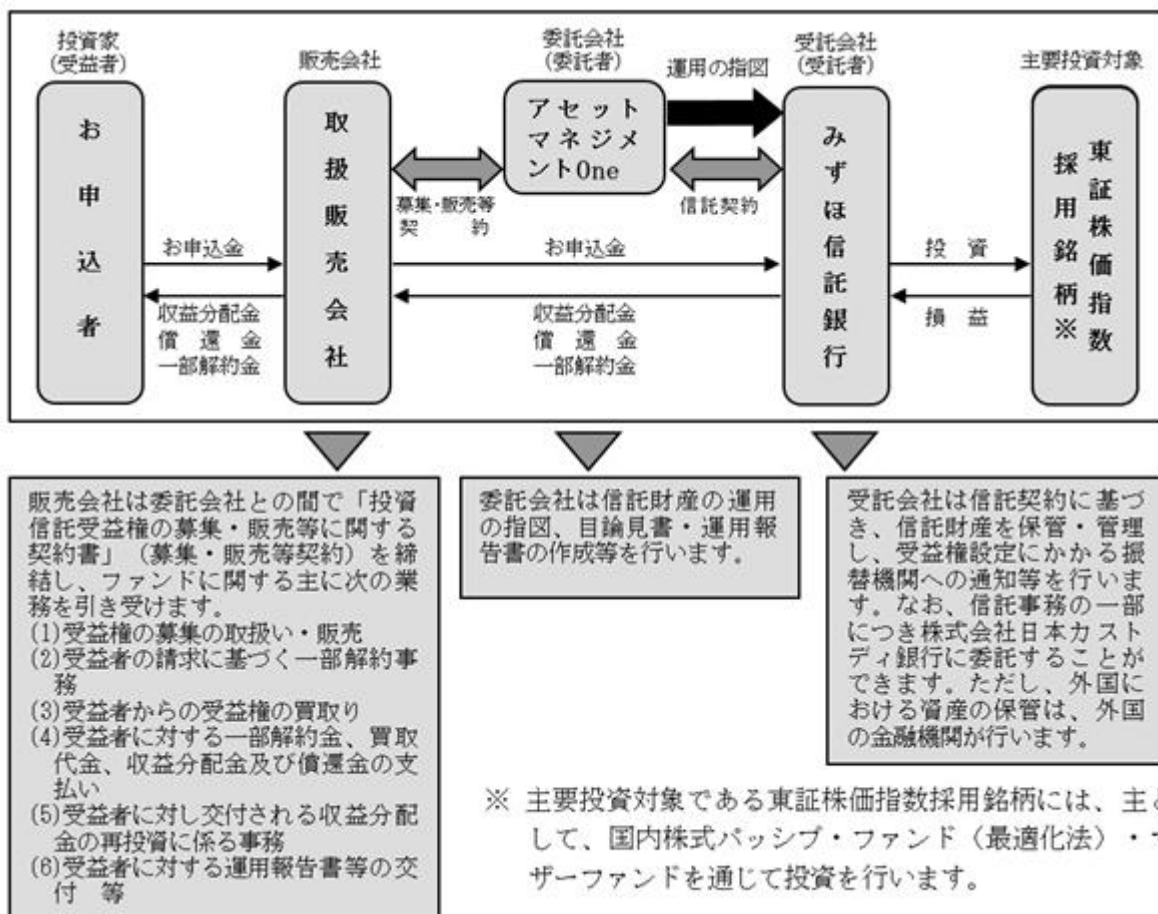 投資家
(受益者)
お申込者
販売会社
取扱販売会社
委託会社
(委託者)
アセット
マネジメ
ントOne
運用の指図
受託会社
(受託者)
みずほ信託銀行
主要投資対象
東証株価指数
採用銘柄※
募集・販売等
契 約
信託契約
お申込金
収益分配金
償 還 金
一部解約金
お申込金
収益分配金
償 還 金
一部解約金
投 資
損 益
販売会社は委託会社との間で「投資
信託受益権の募集・販売等に関する
契約書」(募集・販売等契約)を締
結し、ファンドに関する主に次の業
務を引き受けます。
(1)受益権の募集の取扱い・販売
(2)受益者の請求に基づく一部解約事
務
(3)受益者からの受益権の買取り
(4)受益者に対する一部解約金、買取
代金、収益分配金及び償還金の支
払い
(5)受益者に対し交付される収益分配
金の再投資に係る事務
(6)受益者に対する運用報告書等の交
付 等
委託会社は信託財産の運用
の指図、目論見書・運用報
告書の作成等を行います。
受託会社は信託契約に基づ
き、信託財産を保管・管理
し、受益権設定にかかる振
替機関への通知等を行いま
す。なお、信託事務の一部
につき株式会社日本カスト
ディ銀行に委託することが
できます。ただし、外国に
おける資産の保管は、外国
の金融機関が行います。
※ 主要投資対象である東証株価指数採用銘柄には、主
して、国内株式パッシブ・ファンド(最適化法)・
ザーファンドを通じて投資を行います。